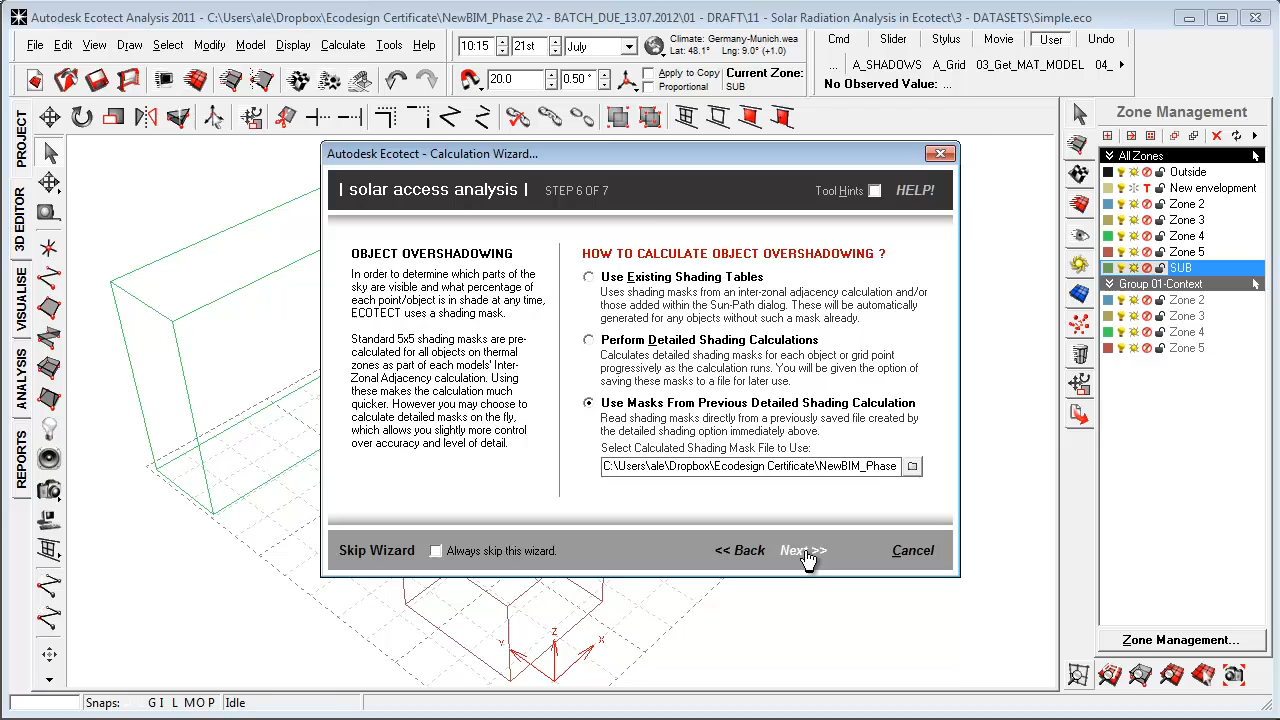 Autodesk Ecotect Analysis 2011 - C:\Users\ale\Dropbox\Ecodesign Certificate\NewBIM_Phase 2\2 - BATCH_DUE_13.07.2012\01 - DRAFT\11 - Solar Radiation Analysis in Ecotect\3 - DATASETS\Simple.eco
File Edit View Draw Select Modify Model Display Calculate Tools Help
10:15 21st July
Climate: Germany-Munich.wea
Lat: 48.1° Lng: 9.0° (+1.0)
Cmd Slider Stylus Movie User Undo
... A_SHADOWS A_Grid 03_Get_MAT_MODEL 04_
No Observed Value: ...
20.0 0.50°
Apply to Copy
Proportional
Current Zone:
SUB
PROJECT
3D EDITOR
VISUALISE
ANALYSIS
REPORTS
Autodesk Ecotect - Calculation Wizard...
| solar access analysis | STEP 6 OF 7
Tool Hints
HELP!
OBJECT OVERSHADOWING
In order to determine which parts of the
sky are visible and what percentage of
each point/object is in shade at any time,
ECOTECT uses a shading mask.
Standard 5x5 shading masks are pre-
calculated for all objects on thermal
zones as part of each models' Inter-
Zonal Adjacency calculation. Using
these makes the calculation much
quicker. However you may choose to
calculate detailed masks on the fly,
which allows you slightly more control
over accuracy and level of detail.
HOW TO CALCULATE OBJECT OVERSHADOWING ?
Use Existing Shading Tables
Uses shading masks from an inter-zonal adjacency calculation and/or
those added within the Sun-Path dialog. These will be automatically
generated for any objects without such a mask already.
Perform Detailed Shading Calculations
Calculates detailed shading masks for each object or grid point
progressively as the calculation runs. You will be given the option of
saving these masks to a file for later use.
Use Masks From Previous Detailed Shading Calculation
Read shading masks directly from a previously saved file created by
the detailed shading option immediately above.
Select Calculated Shading Mask File to Use:
C:\Users\ale\Dropbox\Ecodesign Certificate\NewBIM_Phase
Skip Wizard
Always skip this wizard.
<< Back
Next >>
Cancel
Z
Y
X
Zone Management
All Zones
Outside
New envelopment
Zone 2
Zone 3
Zone 4
Zone 5
SUB
Group 01-Context
Zone 2
Zone 3
Zone 4
Zone 5
Zone Management...
Snaps: G I L M O P
Idle